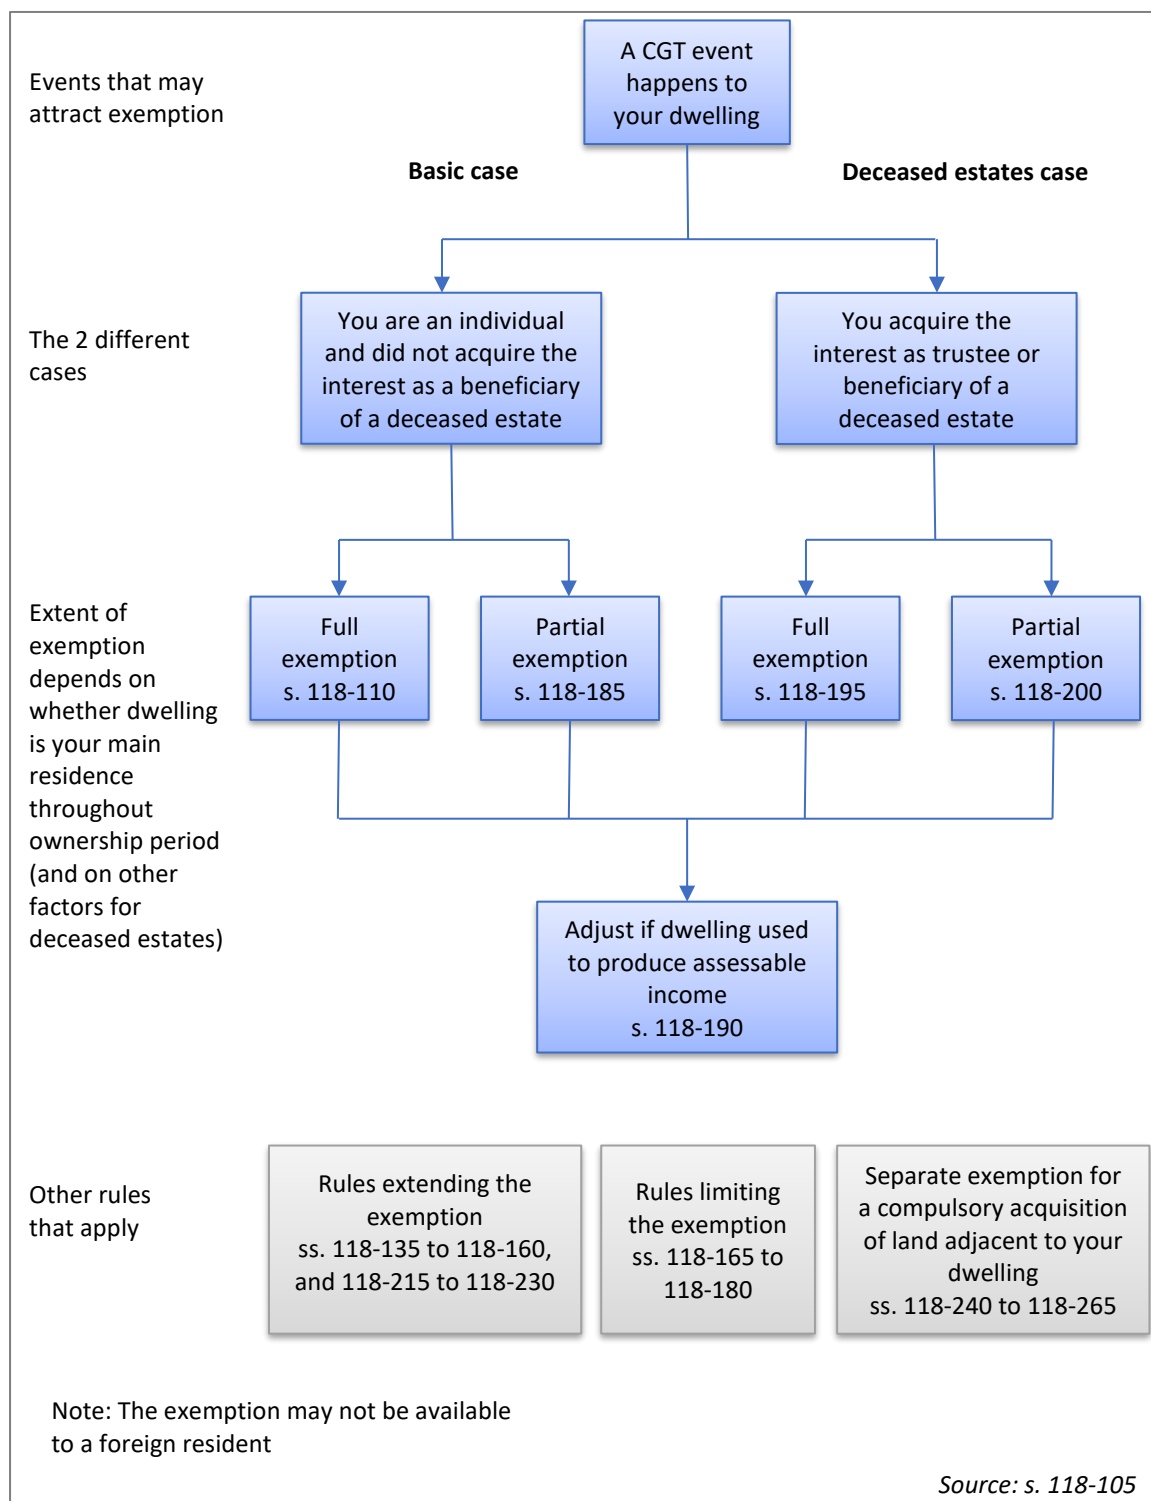 A CGT event
happens to
your dwelling
Events that may
attract exemption
Basic case
Deceased estates case
The 2 different
cases
You are an individual
and did not acquire the
interest as a beneficiary
of a deceased estate
You acquire the
interest as trustee or
beneficiary of a
deceased estate
Extent of
exemption
depends on
whether dwelling
is your main
residence
throughout
ownership period
(and on other
factors for
deceased estates)
Full
exemption
s. 118-110
Partial
exemption
s. 118-185
Full
exemption
s. 118-195
Partial
exemption
s. 118-200
Adjust if dwelling used
to produce assessable
income
s. 118-190
Other rules
that apply
Rules extending the
exemption
ss. 118-135 to 118-160,
and 118-215 to 118-230
Rules limiting
the exemption
ss. 118-165 to
118-180
Separate exemption for
a compulsory acquisition
of land adjacent to your
dwelling
ss. 118-240 to 118-265
Note: The exemption may not be available
to a foreign resident
Source: s. 118-105